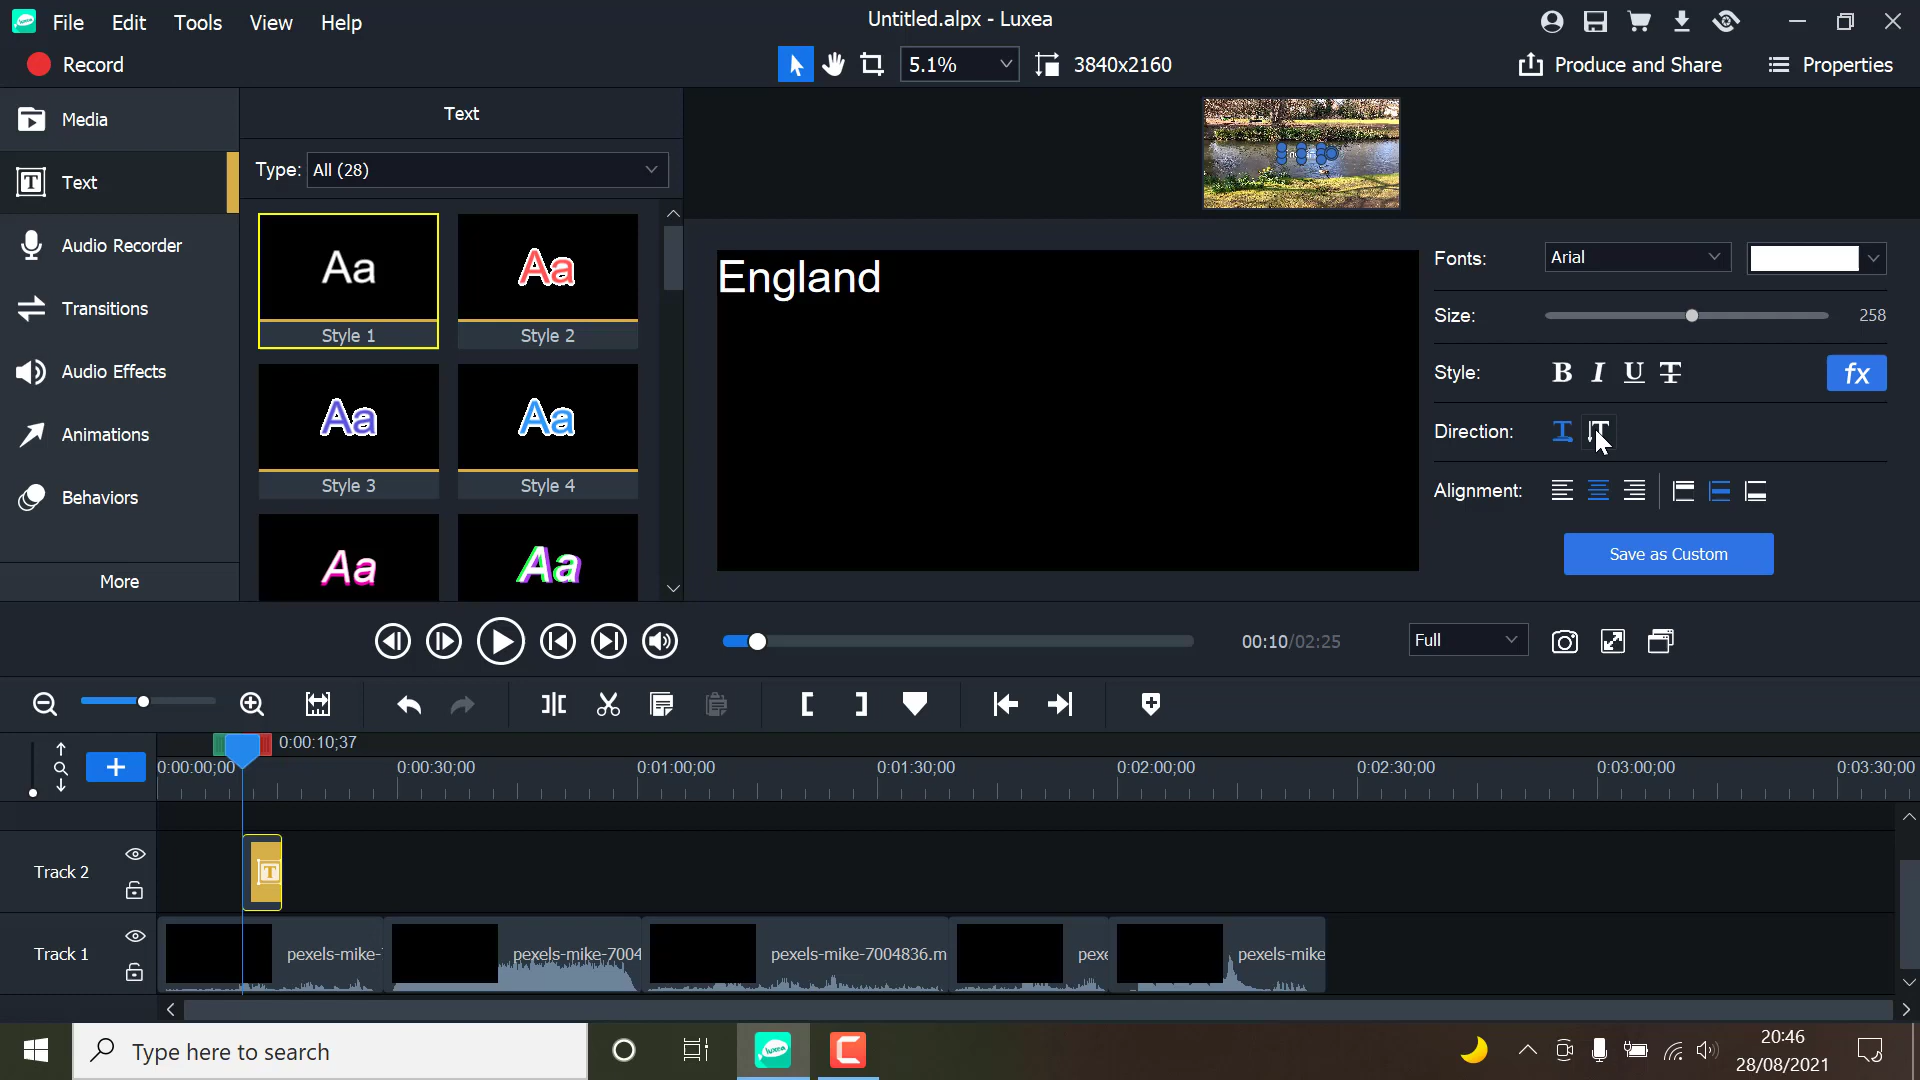 File Edit Tools View Help
Untitled.alpx - Luxea
Record
5.1%
3840x2160
Produce and Share
Properties
Media
Text
Audio Recorder
Transitions
Audio Effects
Animations
Behaviors
More
Text
Type: All (28)
Aa
Style 1
Aa
Style 2
Aa
Style 3
Aa
Style 4
Aa
Aa
England
Fonts: Arial
Size: 258
Style: B I U T fx
Direction:
Alignment:
Save as Custom
00:10/02:25
Full
0:00:10;37
0:00:00;00 0:00:30;00 0:01:00;00 0:01:30;00 0:02:00;00 0:02:30;00 0:03:00;00 0:03:30;00
Track 2
Track 1
pexels-mike-
pexels-mike-7004
pexels-mike-7004836.m
pexe
pexels-mike
Type here to search
20:46
28/08/2021